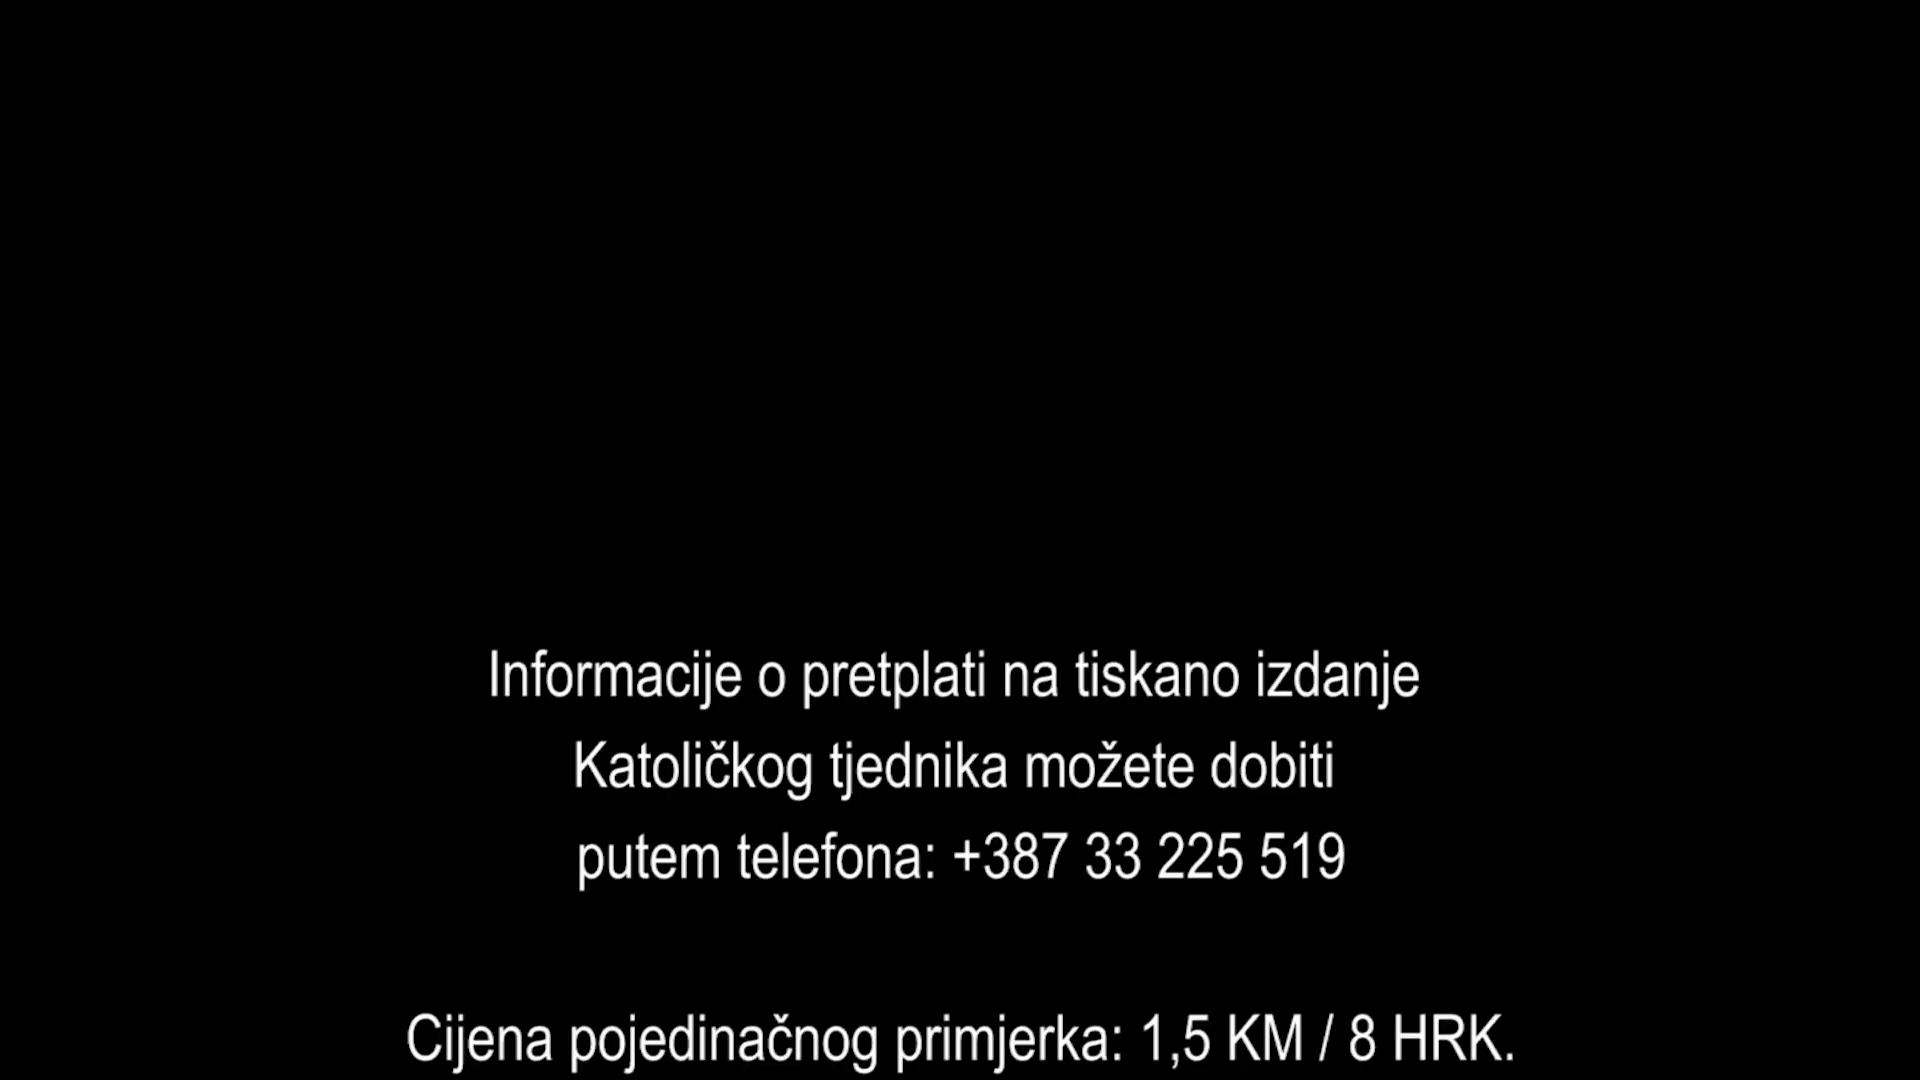 Informacije o pretplati na tiskano izdanje
Katoličkog tjednika možete dobiti
putem telefona: +387 33 225 519
Cijena pojedinačnog primjerka: 1,5 KM / 8 HRK.